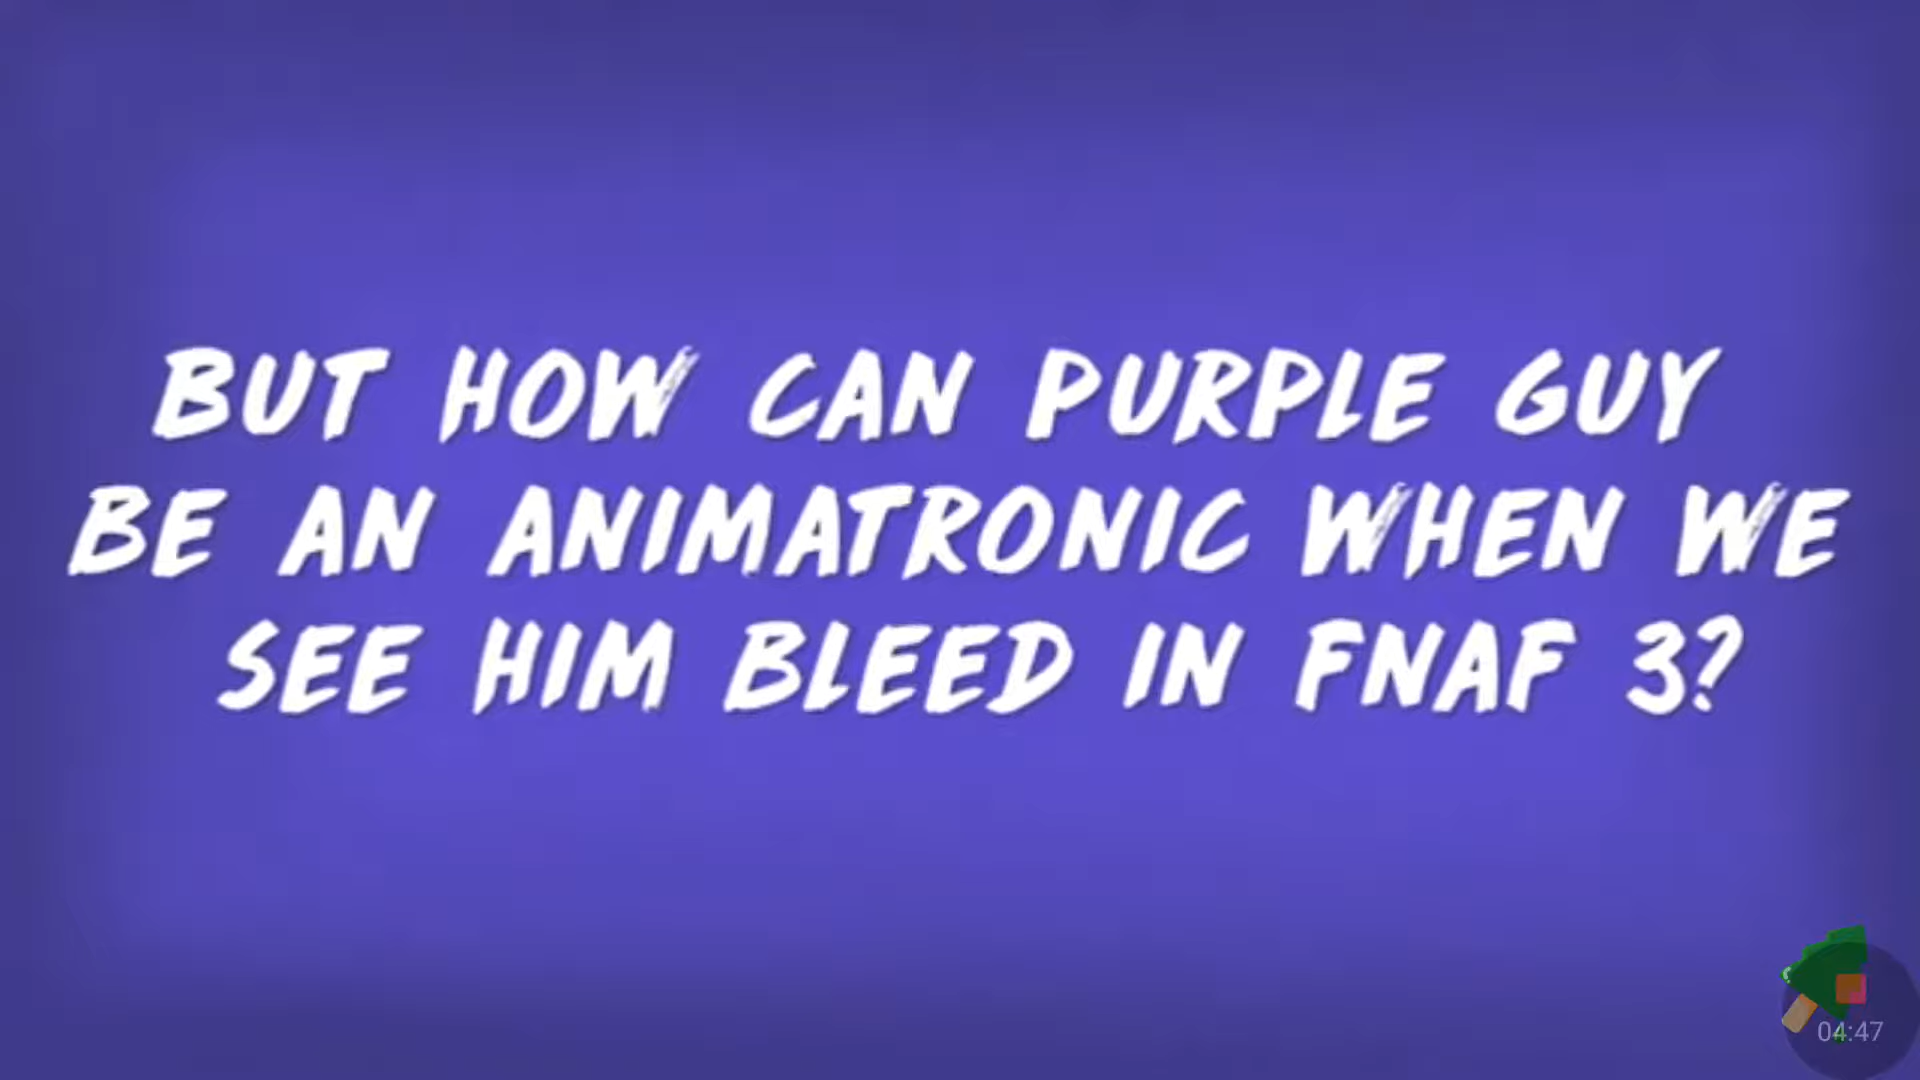 BUT HOW CAN PURPLE GUY
BE AN ANIMATRONIC WHEN WE
SEE HIM BLEED IN FNAF 3?
04:47